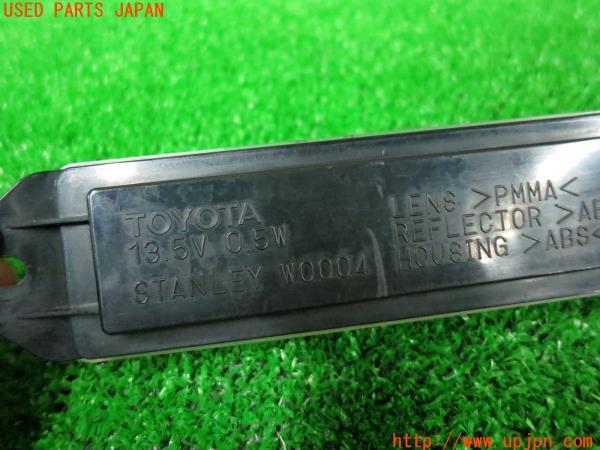 USED PARTS JAPAN
TOYOTA
13.5V 0.5W
STANLEY W0004
LENS >PMMA<
REFLECTOR >AB
HOUSING >ABS<
http://www.upjpn.com